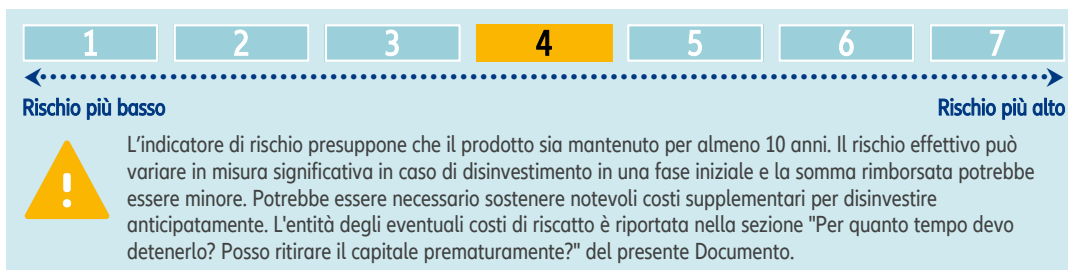 1 2 3 4 5 6 7
Rischio più basso Rischio più alto
L'indicatore di rischio presuppone che il prodotto sia mantenuto per almeno 10 anni. Il rischio effettivo può
variare in misura significativa in caso di disinvestimento in una fase iniziale e la somma rimborsata potrebbe
essere minore. Potrebbe essere necessario sostenere notevoli costi supplementari per disinvestire
anticipatamente. L'entità degli eventuali costi di riscatto è riportata nella sezione "Per quanto tempo devo
detenerlo? Posso ritirare il capitale prematuramente?" del presente Documento.